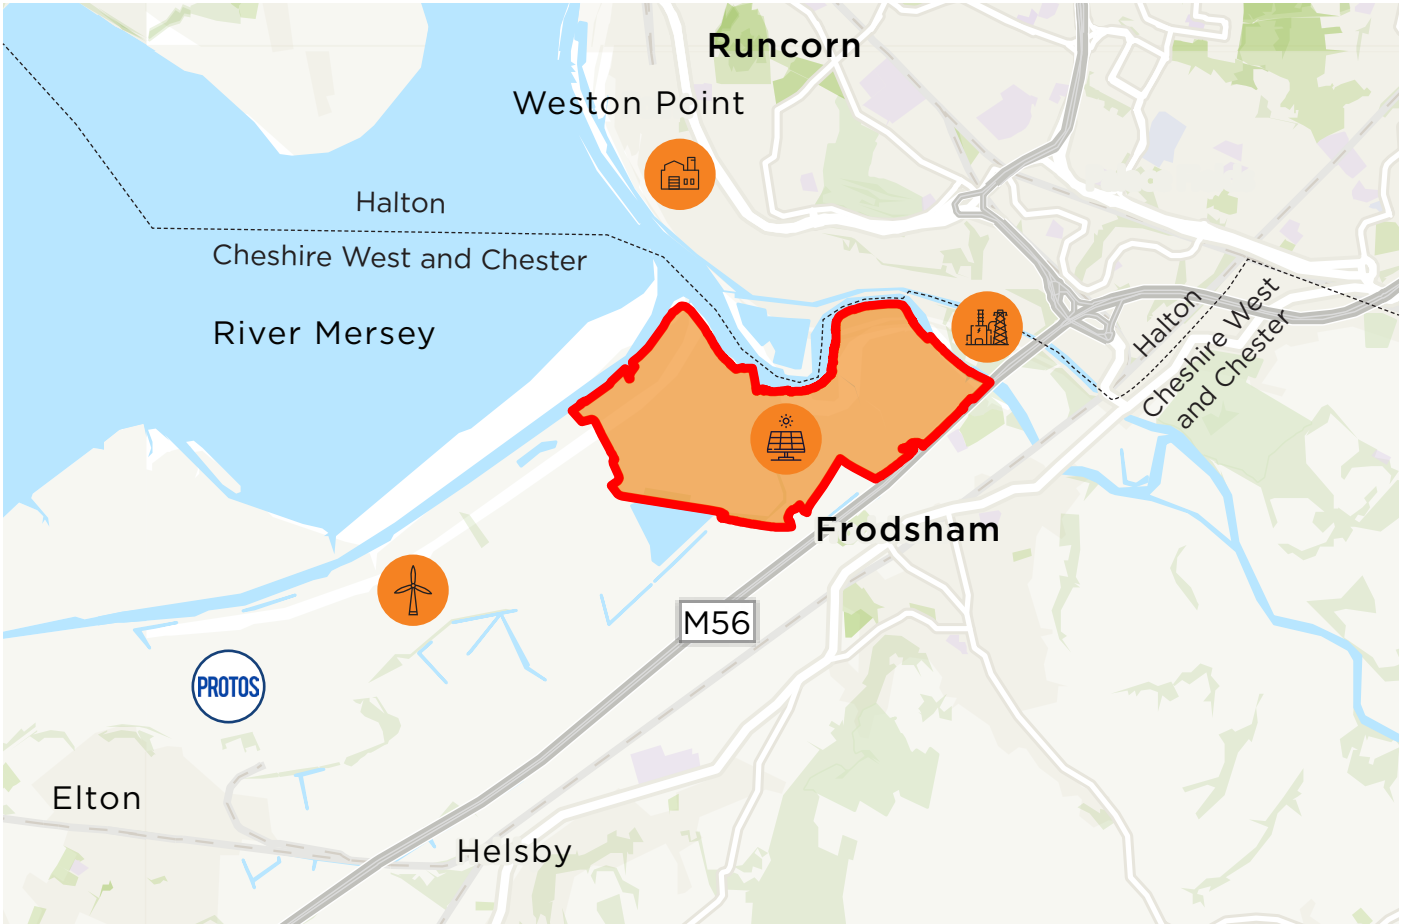 Runcorn
Weston Point
Halton
Cheshire West and Chester
River Mersey
Halton
Cheshire West
and Chester
Frodsham
M56
PROTOS
Elton
Helsby